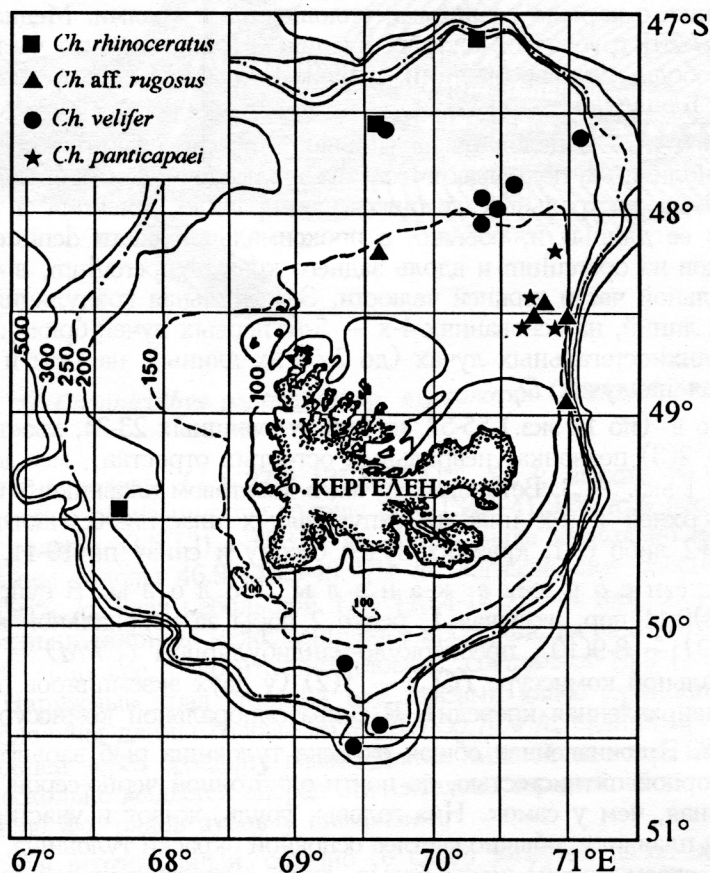 47°S
Ch. rhinoceratus
Ch. aff. rugosus
Ch. velifer
Ch. panticapaei
48°
500
300
250
200
150
100
49°
о. КЕРГЕЛЕН
100
100
50°
51°
67°
68°
69°
70°
71°E